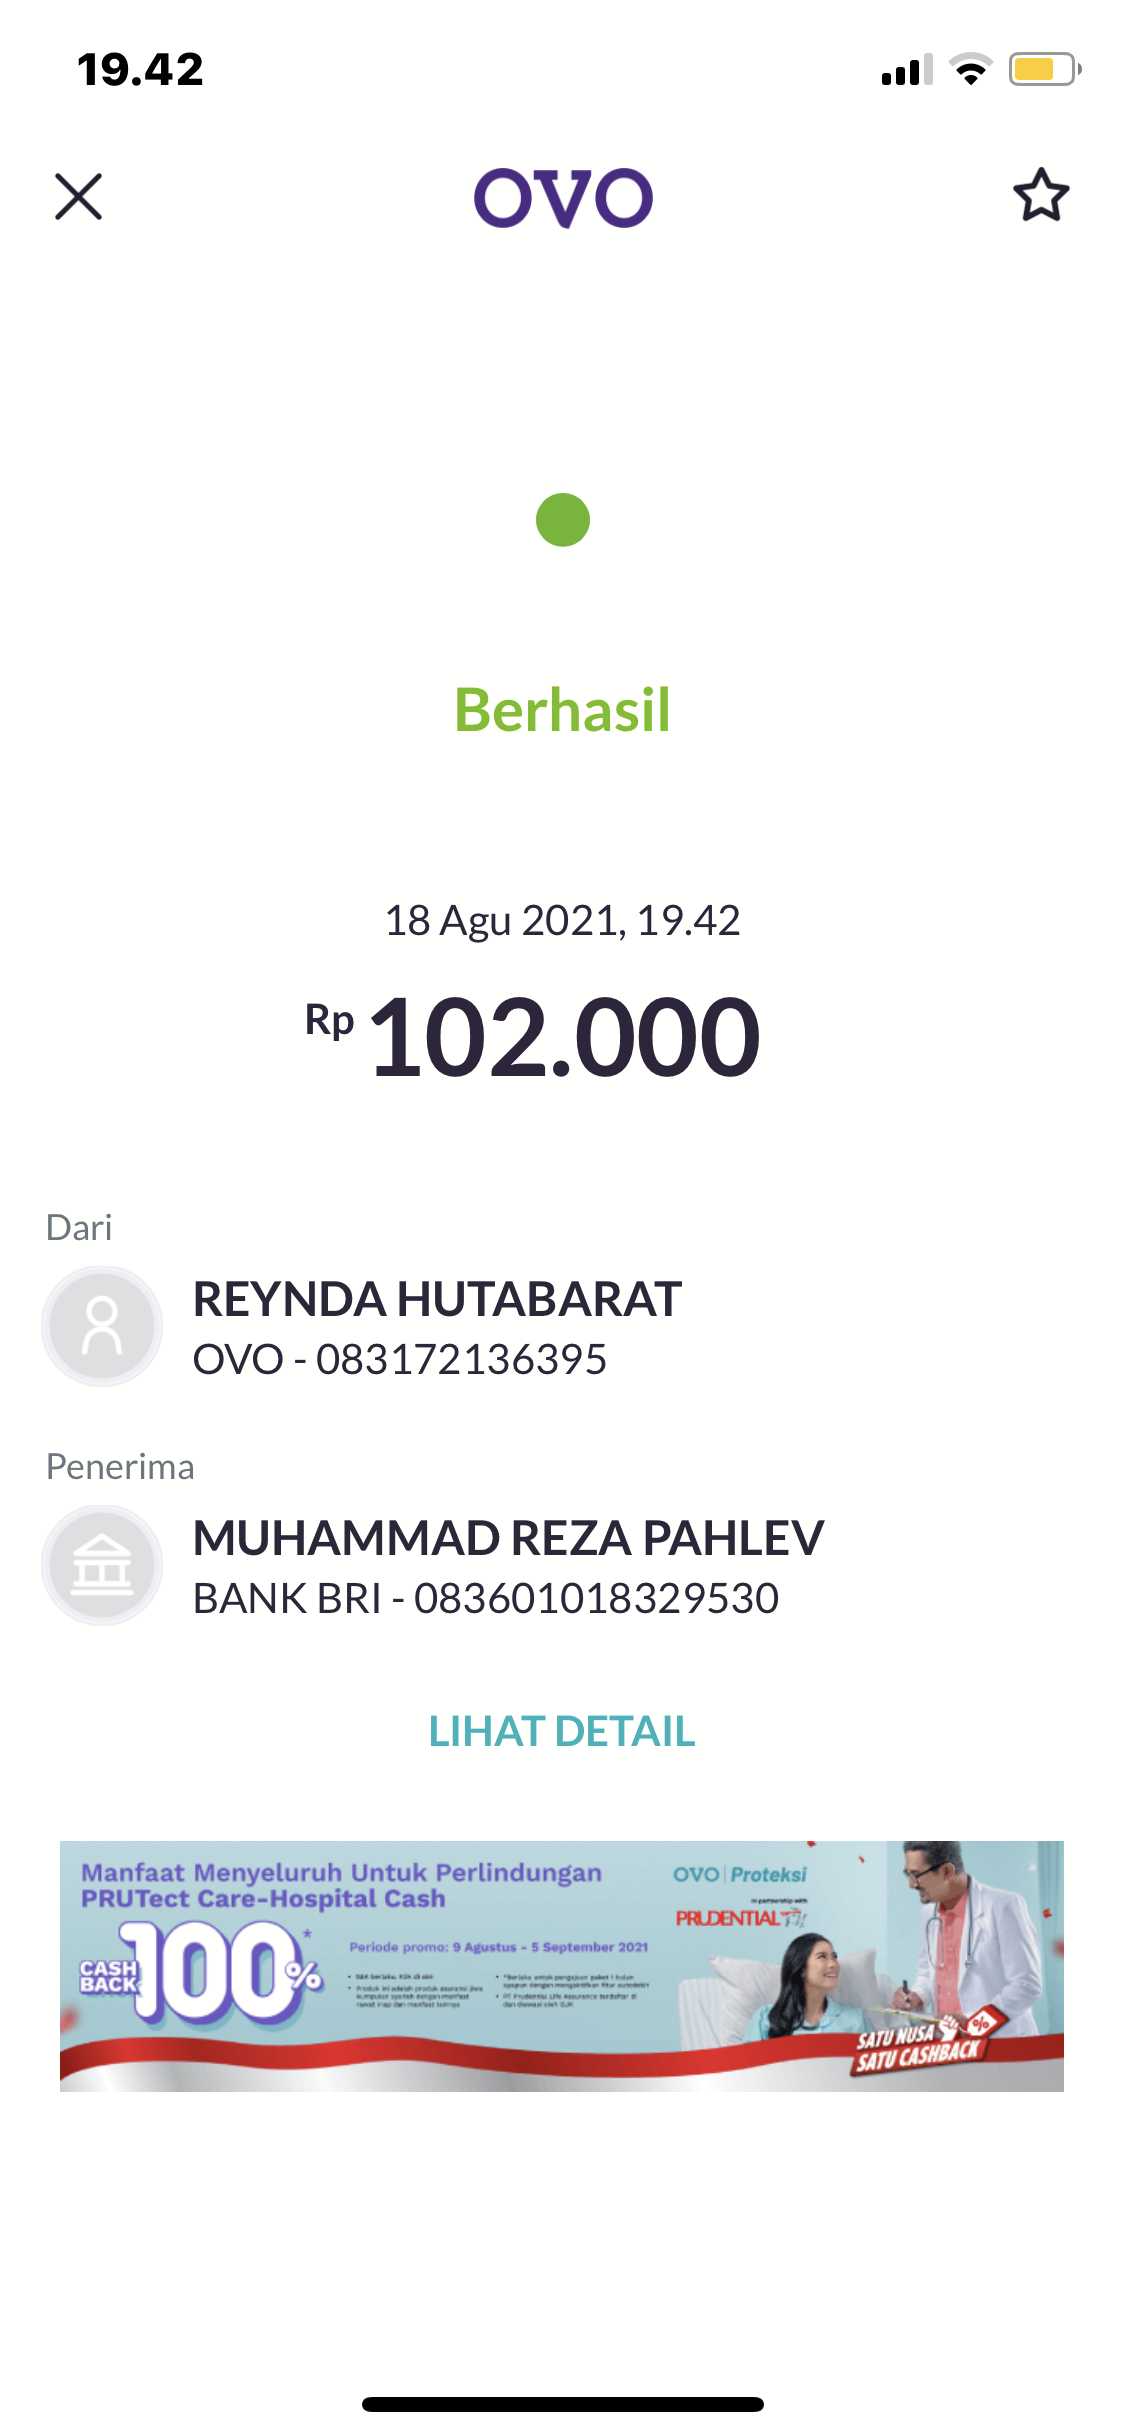 19.42
OVO
Berhasil
18 Agu 2021, 19.42
Rp 102.000
Dari
REYNDA HUTABARAT
OVO - 083172136395
Penerima
MUHAMMAD REZA PAHLEV
BANK BRI - 083601018329530
LIHAT DETAIL
Manfaat Menyeluruh Untuk Perlindungan
PRUTect Care-Hospital Cash
CASH BACK 100%*
Periode promo: 9 Agustus - 5 September 2021
OVO | Proteksi
in partnership with
PRUDENTIAL
SATU NUSA
SATU CASHBACK